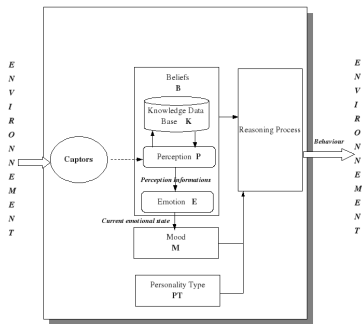 E N V I R O N N E M E N T
Captors
Beliefs
B
Knowledge Data
Base K
Perception P
Perception informations
Emotion E
Current emotional state
Mood
M
Personality Type
PT
Reasoning Process
Behaviour
E N V I R O N N E M E N T